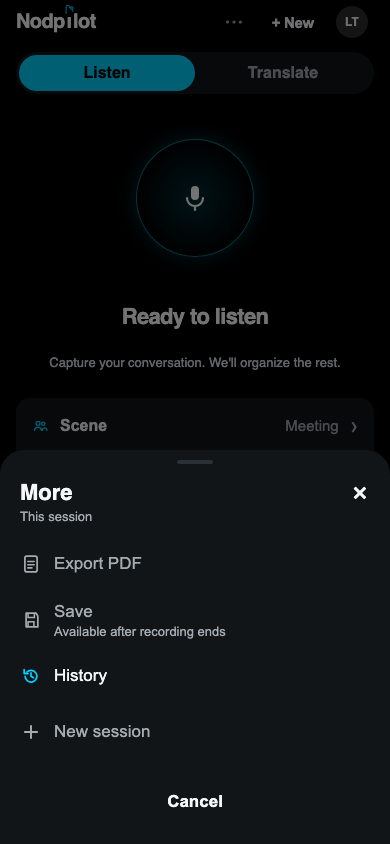 Nodpilot
+ New
LT
Listen
Translate
Ready to listen
Capture your conversation. We'll organize the rest.
Scene
Meeting
More
This session
Export PDF
Save
Available after recording ends
History
New session
Cancel